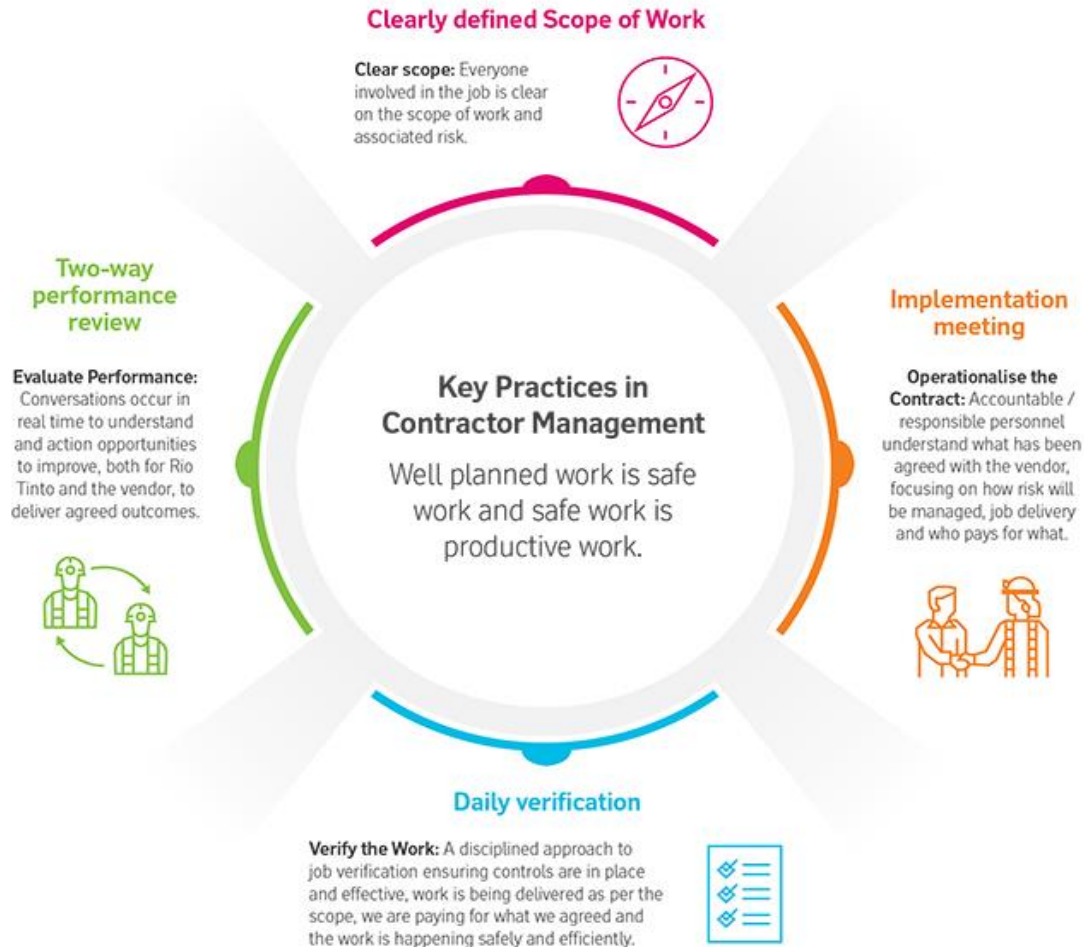 Clearly defined Scope of Work
Clear scope: Everyone
involved in the job is clear
on the scope of work and
associated risk.
Two-way
performance
review
Evaluate Performance:
Conversations occur in
real time to understand
and action opportunities
to improve, both for Rio
Tinto and the vendor, to
deliver agreed outcomes.
Key Practices in
Contractor Management
Well planned work is safe
work and safe work is
productive work.
Implementation
meeting
Operationalise the
Contract: Accountable /
responsible personnel
understand what has been
agreed with the vendor,
focusing on how risk will
be managed, job delivery
and who pays for what.
Daily verification
Verify the Work: A disciplined approach to
job verification ensuring controls are in place
and effective, work is being delivered as per the
scope, we are paying for what we agreed and
the work is happening safely and efficiently.